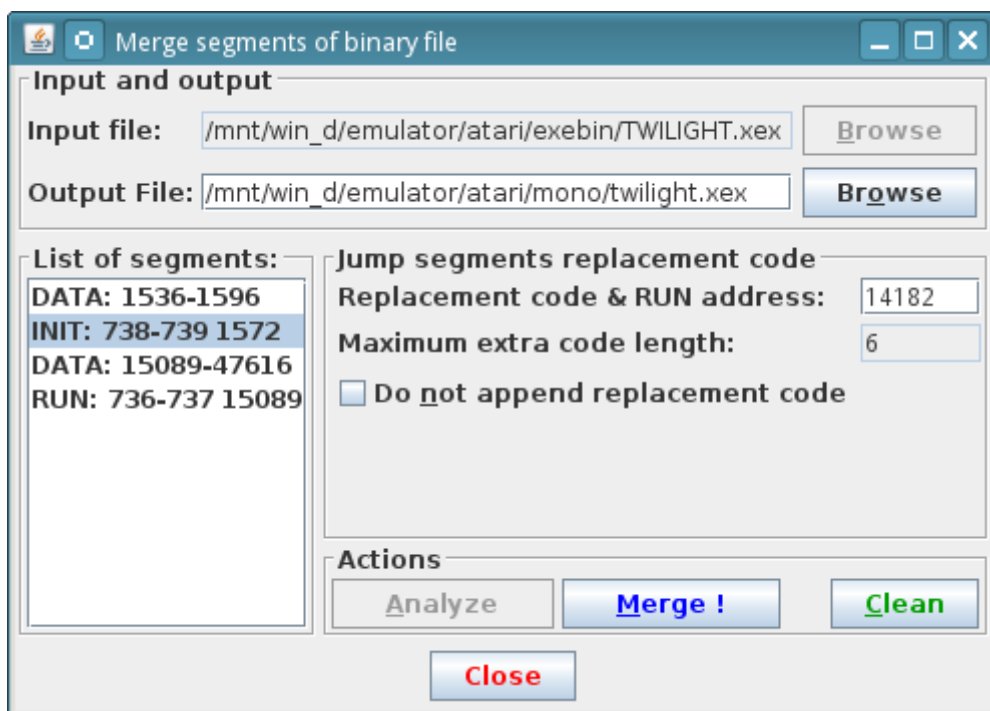 Merge segments of binary file
Input and output
Input file: /mnt/win_d/emulator/atari/exebin/TWILIGHT.xex Browse
Output File: /mnt/win_d/emulator/atari/mono/twilight.xex Browse
List of segments:
DATA: 1536-1596
INIT: 738-739 1572
DATA: 15089-47616
RUN: 736-737 15089
Jump segments replacement code
Replacement code & RUN address: 14182
Maximum extra code length: 6
Do not append replacement code
Actions
Analyze Merge ! Clean
Close